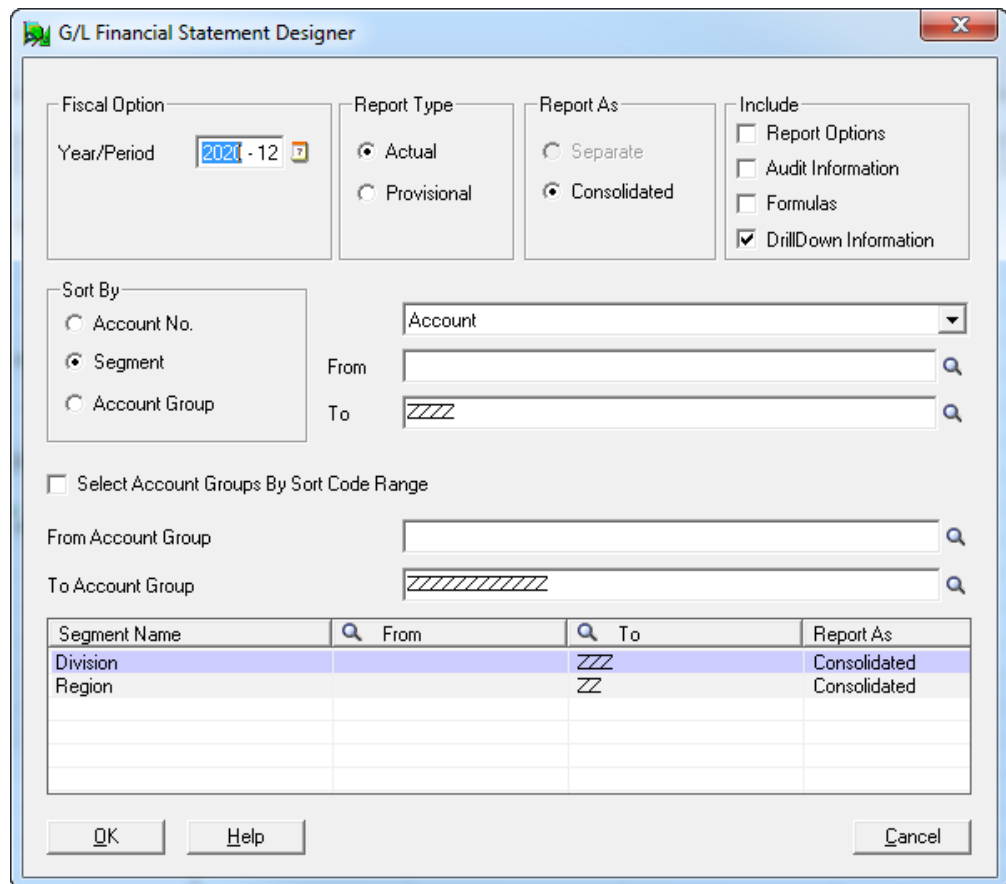 G/L Financial Statement Designer
Fiscal Option
Year/Period 2020 - 12
Report Type
Actual
Provisional
Report As
Separate
Consolidated
Include
Report Options
Audit Information
Formulas
DrillDown Information
Sort By
Account No.
Segment
Account Group
Account
From
To ZZZZ
Select Account Groups By Sort Code Range
From Account Group
To Account Group ZZZZZZZZZZZZ
Segment Name From To Report As
Division ZZZ Consolidated
Region ZZ Consolidated
OK Help Cancel